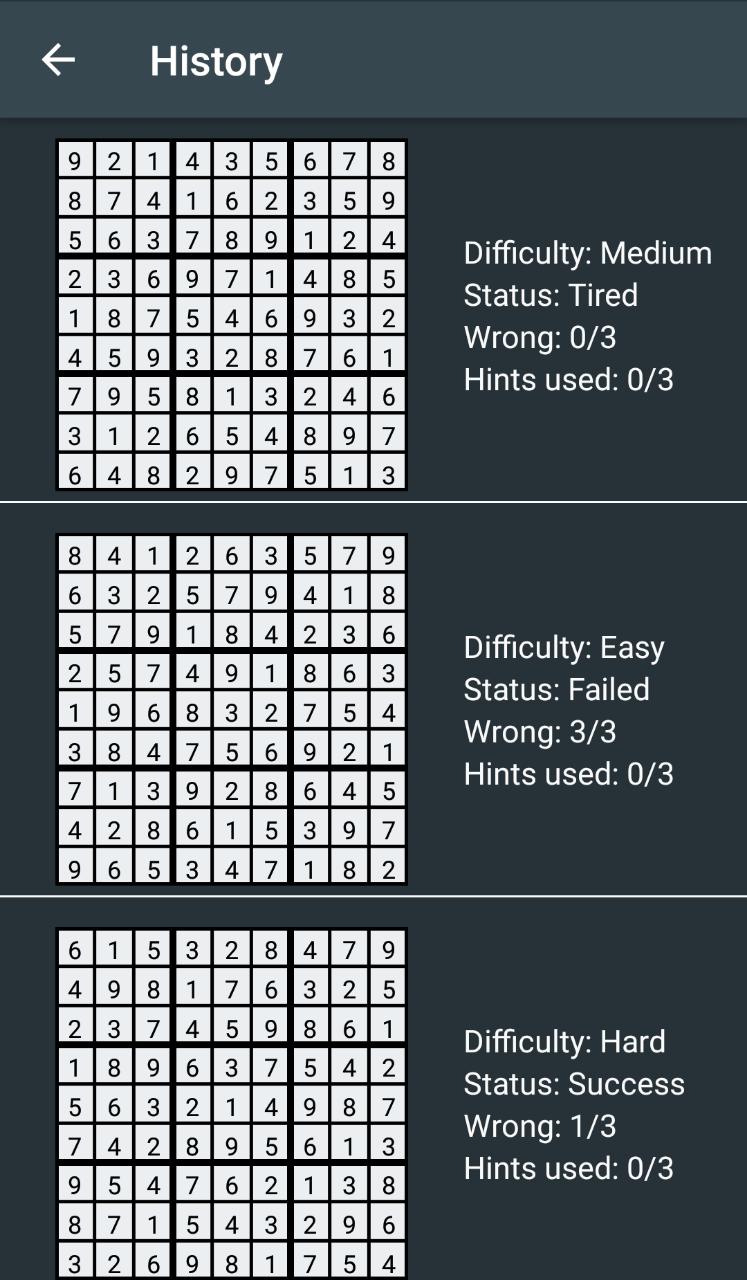 History
9 2 1 4 3 5 6 7 8
8 7 4 1 6 2 3 5 9
5 6 3 7 8 9 1 2 4
2 3 6 9 7 1 4 8 5
1 8 7 5 4 6 9 3 2
4 5 9 3 2 8 7 6 1
7 9 5 8 1 3 2 4 6
3 1 2 6 5 4 8 9 7
6 4 8 2 9 7 5 1 3
Difficulty: Medium
Status: Tired
Wrong: 0/3
Hints used: 0/3
8 4 1 2 6 3 5 7 9
6 3 2 5 7 9 4 1 8
5 7 9 1 8 4 2 3 6
2 5 7 4 9 1 8 6 3
1 9 6 8 3 2 7 5 4
3 8 4 7 5 6 9 2 1
7 1 3 9 2 8 6 4 5
4 2 8 6 1 5 3 9 7
9 6 5 3 4 7 1 8 2
Difficulty: Easy
Status: Failed
Wrong: 3/3
Hints used: 0/3
6 1 5 3 2 8 4 7 9
4 9 8 1 7 6 3 2 5
2 3 7 4 5 9 8 6 1
1 8 9 6 3 7 5 4 2
5 6 3 2 1 4 9 8 7
7 4 2 8 9 5 6 1 3
9 5 4 7 6 2 1 3 8
8 7 1 5 4 3 2 9 6
3 2 6 9 8 1 7 5 4
Difficulty: Hard
Status: Success
Wrong: 1/3
Hints used: 0/3